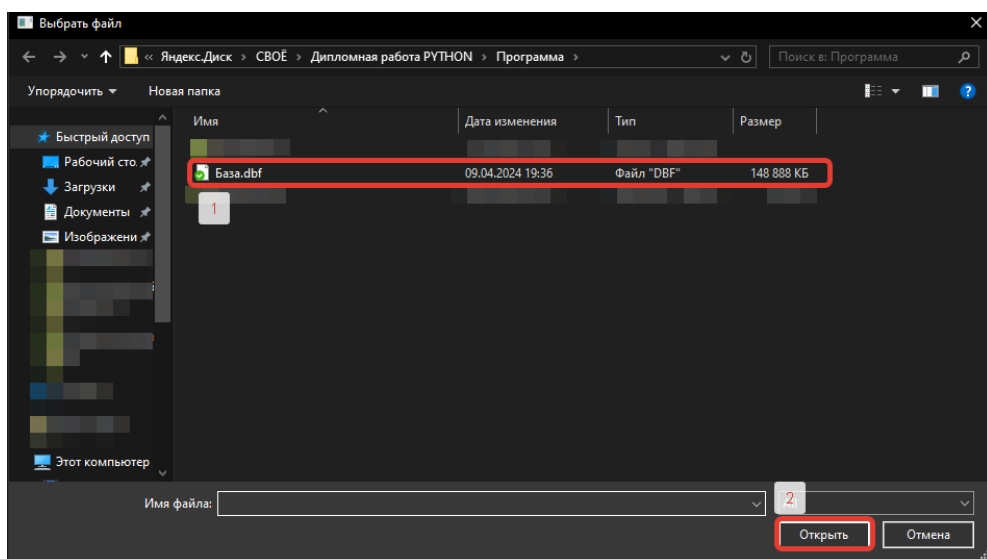 Выбрать файл
« Яндекс.Диск › СВОЁ › Дипломная работа PYTHON › Программа ›
Поиск в: Программа
Упорядочить
Новая папка
Имя
Дата изменения
Тип
Размер
Быстрый доступ
Рабочий сто.
База.dbf
09.04.2024 19:36
Файл "DBF"
148 888 КБ
Загрузки
1
Документы
Изображени
Этот компьютер
Имя файла:
2
Открыть
Отмена